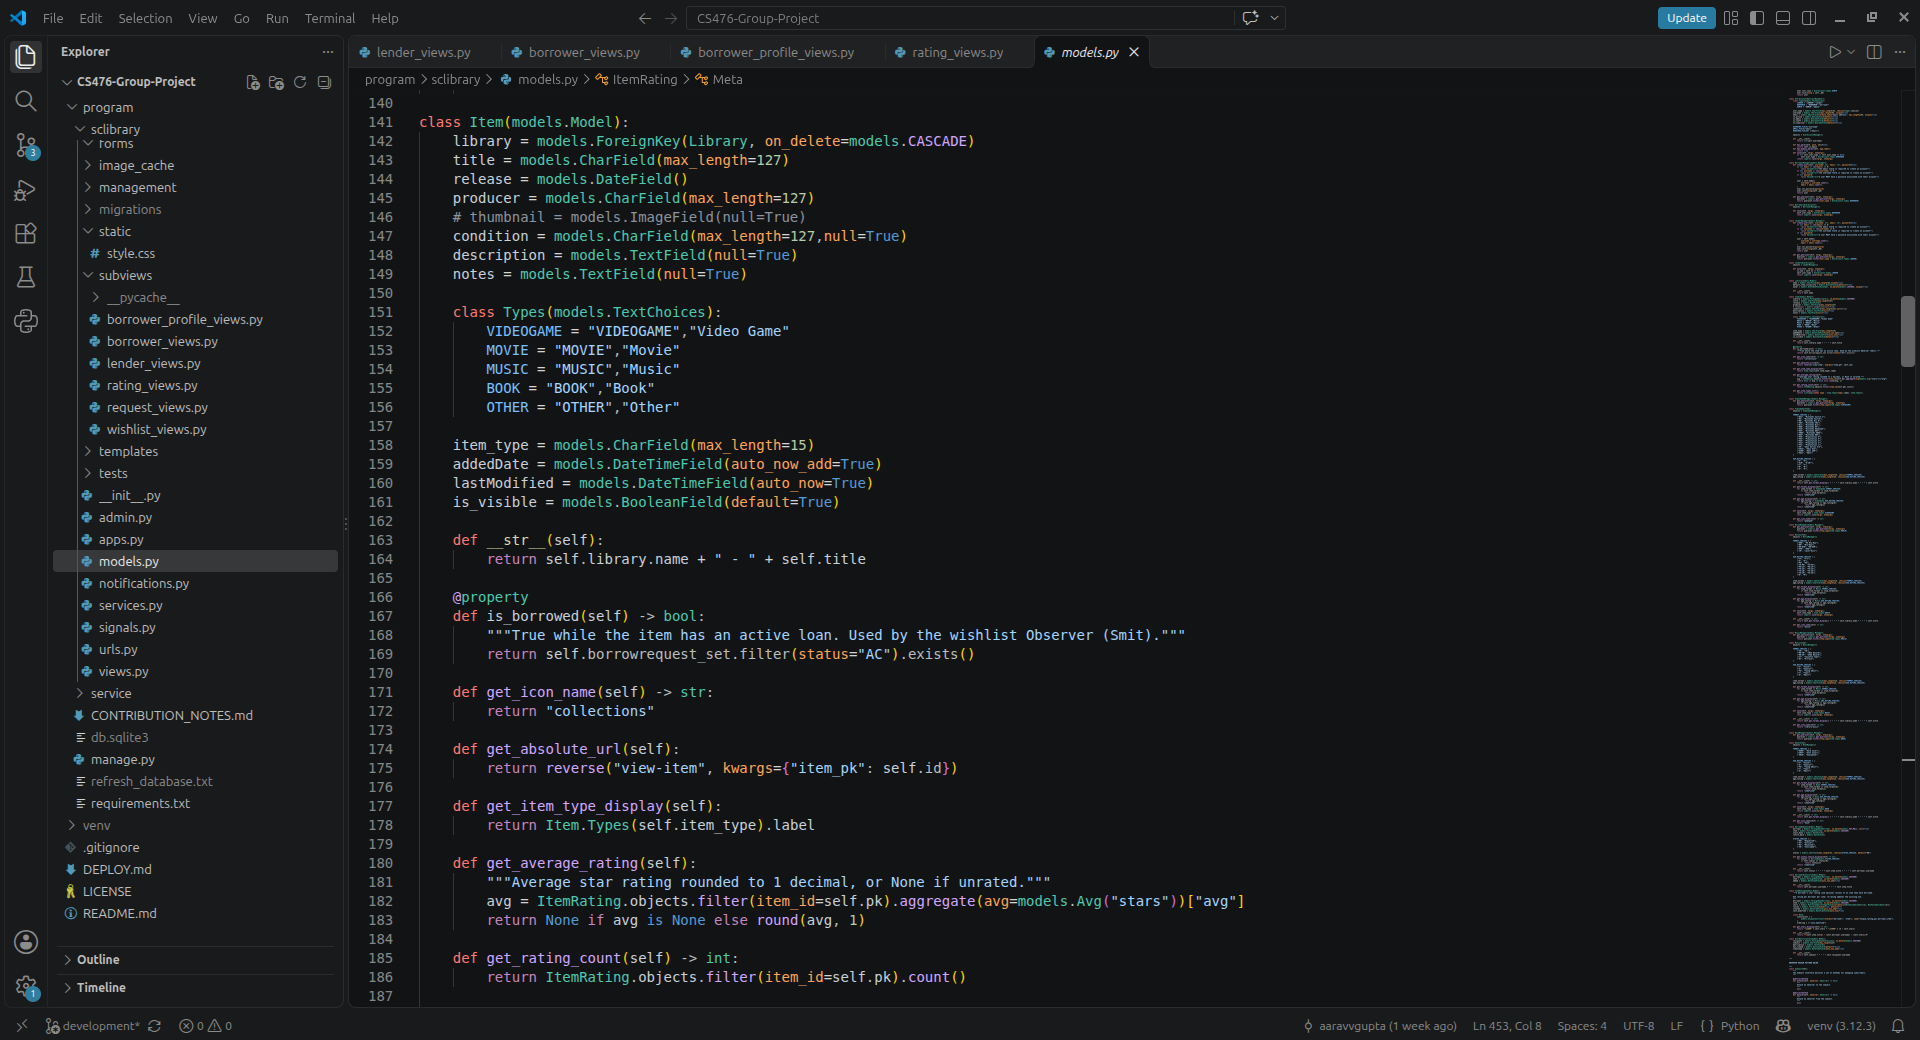 File Edit Selection View Go Run Terminal Help
CS476-Group-Project
Update
Explorer
CS476-Group-Project
program
sclibrary
forms
image_cache
management
migrations
static
style.css
subviews
__pycache__
borrower_profile_views.py
borrower_views.py
lender_views.py
rating_views.py
request_views.py
wishlist_views.py
templates
tests
__init__.py
admin.py
apps.py
models.py
notifications.py
services.py
signals.py
urls.py
views.py
service
CONTRIBUTION_NOTES.md
db.sqlite3
manage.py
refresh_database.txt
requirements.txt
venv
.gitignore
DEPLOY.md
LICENSE
README.md
Outline
Timeline
3
1
lender_views.py borrower_views.py borrower_profile_views.py rating_views.py models.py
program > sclibrary > models.py > ItemRating > Meta
140
141 class Item(models.Model):
142 library = models.ForeignKey(Library, on_delete=models.CASCADE)
143 title = models.CharField(max_length=127)
144 release = models.DateField()
145 producer = models.CharField(max_length=127)
146 # thumbnail = models.ImageField(null=True)
147 condition = models.CharField(max_length=127,null=True)
148 description = models.TextField(null=True)
149 notes = models.TextField(null=True)
150
151 class Types(models.TextChoices):
152 VIDEOGAME = "VIDEOGAME","Video Game"
153 MOVIE = "MOVIE","Movie"
154 MUSIC = "MUSIC","Music"
155 BOOK = "BOOK","Book"
156 OTHER = "OTHER","Other"
157
158 item_type = models.CharField(max_length=15)
159 addedDate = models.DateTimeField(auto_now_add=True)
160 lastModified = models.DateTimeField(auto_now=True)
161 is_visible = models.BooleanField(default=True)
162
163 def __str__(self):
164 return self.library.name + " - " + self.title
165
166 @property
167 def is_borrowed(self) -> bool:
168 """True while the item has an active loan. Used by the wishlist Observer (Smit)."""
169 return self.borrowrequest_set.filter(status="AC").exists()
170
171 def get_icon_name(self) -> str:
172 return "collections"
173
174 def get_absolute_url(self):
175 return reverse("view-item", kwargs={"item_pk": self.id})
176
177 def get_item_type_display(self):
178 return Item.Types(self.item_type).label
179
180 def get_average_rating(self):
181 """Average star rating rounded to 1 decimal, or None if unrated."""
182 avg = ItemRating.objects.filter(item_id=self.pk).aggregate(avg=models.Avg("stars"))["avg"]
183 return None if avg is None else round(avg, 1)
184
185 def get_rating_count(self) -> int:
186 return ItemRating.objects.filter(item_id=self.pk).count()
187
development* 0 0 aaravvgupta (1 week ago) Ln 453, Col 8 Spaces: 4 UTF-8 LF { } Python venv (3.12.3)